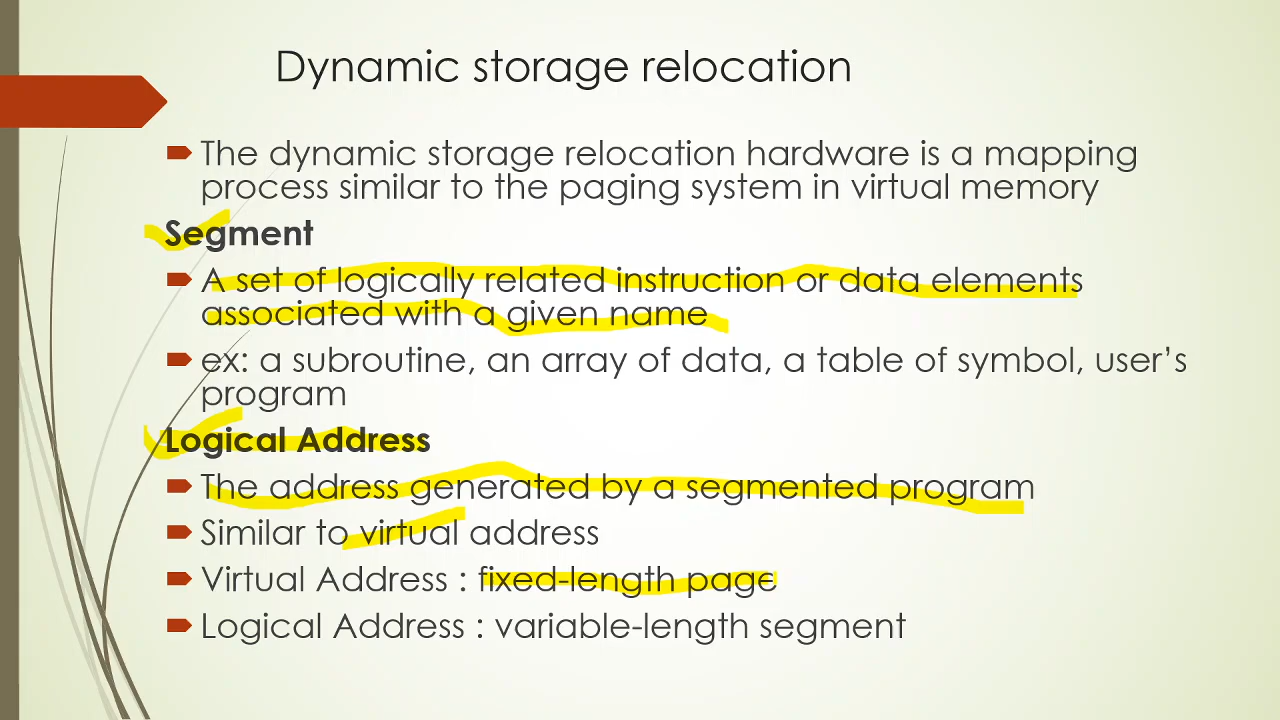 Dynamic storage relocation
The dynamic storage relocation hardware is a mapping
process similar to the paging system in virtual memory
Segment
A set of logically related instruction or data elements
associated with a given name
ex: a subroutine, an array of data, a table of symbol, user’s
program
Logical Address
The address generated by a segmented program
Similar to virtual address
Virtual Address : fixed-length page
Logical Address : variable-length segment